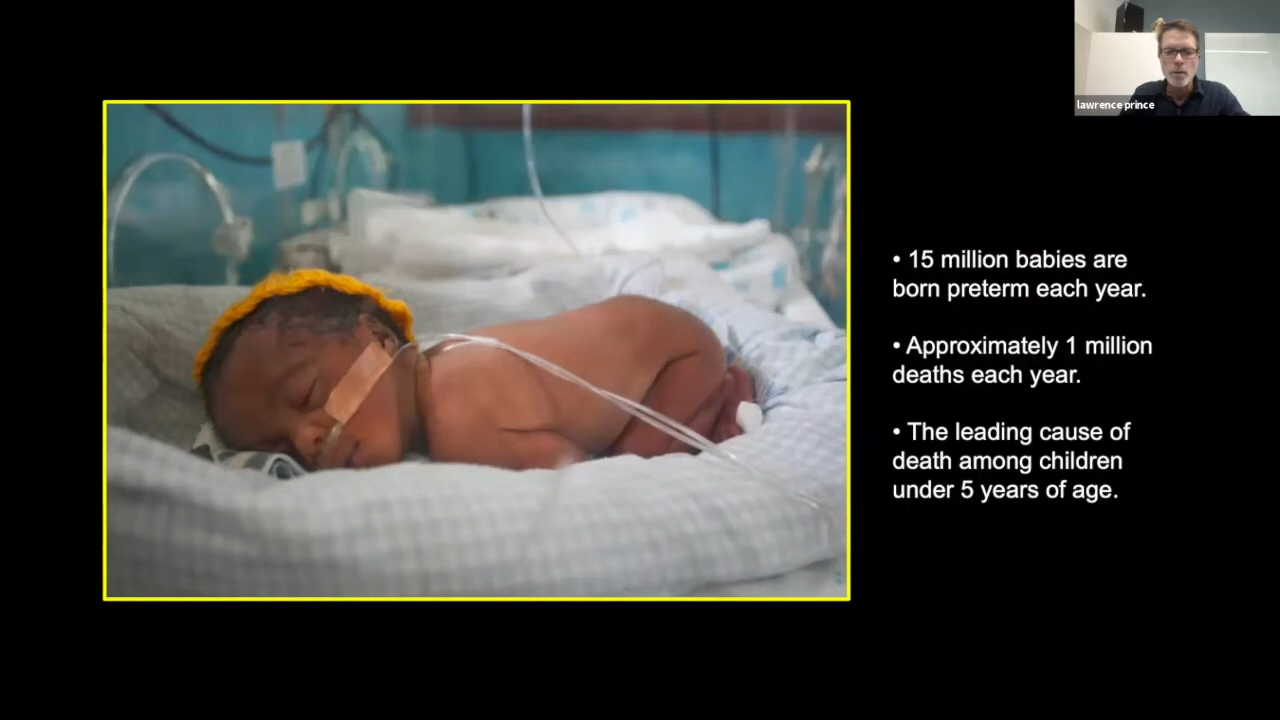 lawrence prince
• 15 million babies are
born preterm each year.
• Approximately 1 million
deaths each year.
• The leading cause of
death among children
under 5 years of age.